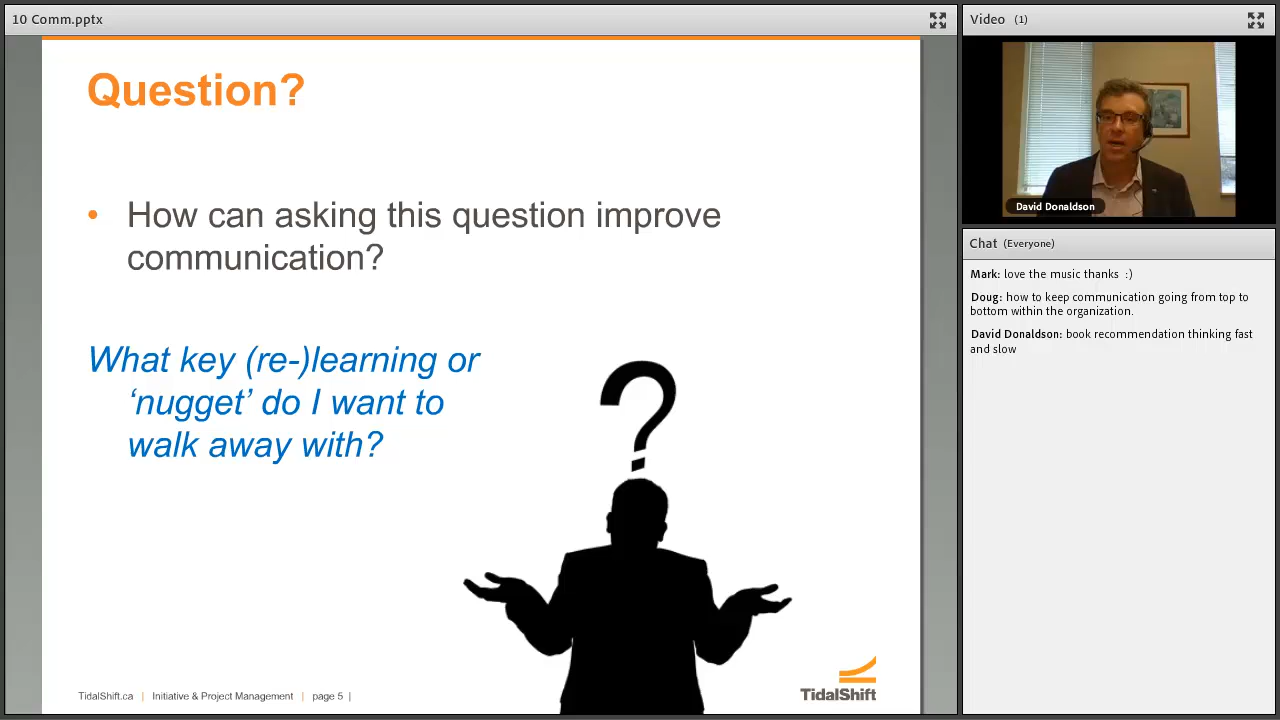 10 Comm.pptx
Question?
• How can asking this question improve
communication?
What key (re-)learning or
‘nugget’ do I want to
walk away with?
?
TidalShift.ca | Initiative & Project Management | page 5 |
TidalShift
Video (1)
David Donaldson
Chat (Everyone)
Mark: love the music thanks :)
Doug: how to keep communication going from top to
bottom within the organization.
David Donaldson: book recommendation thinking fast
and slow